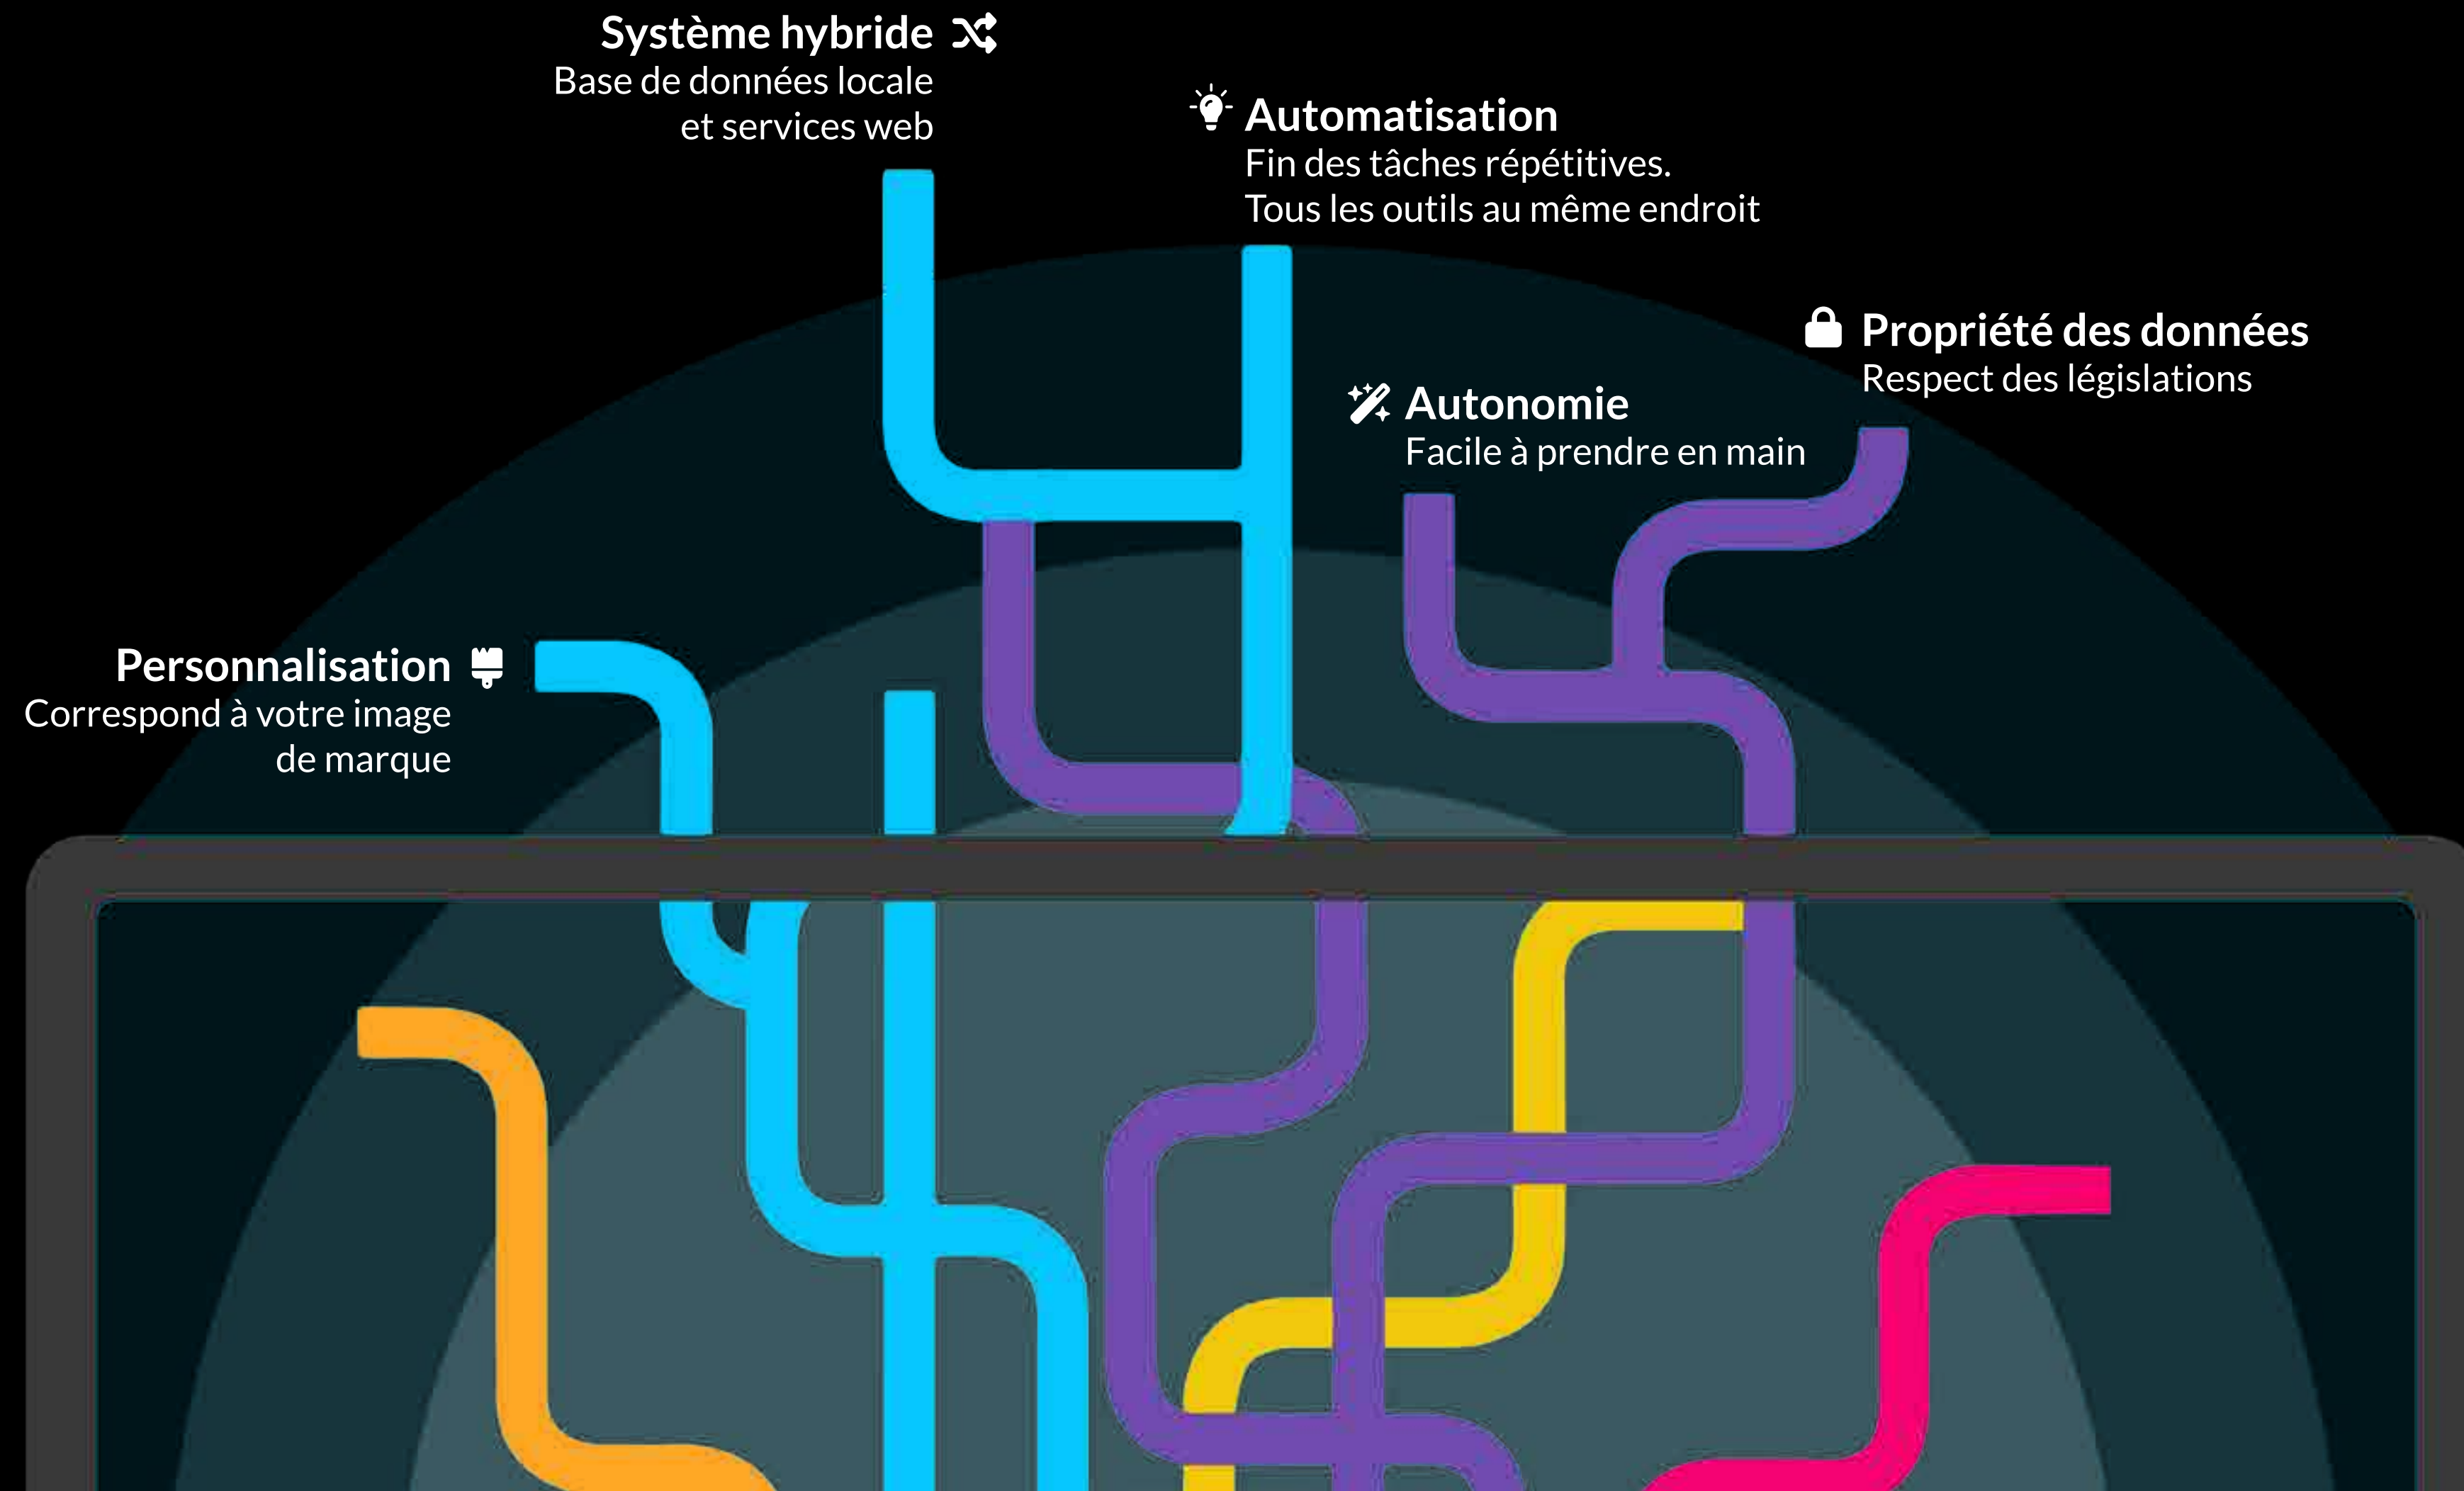 Système hybride
Base de données locale
et services web
Automatisation
Fin des tâches répétitives.
Tous les outils au même endroit
Propriété des données
Respect des législations
Autonomie
Facile à prendre en main
Personnalisation
Correspond à votre image
de marque